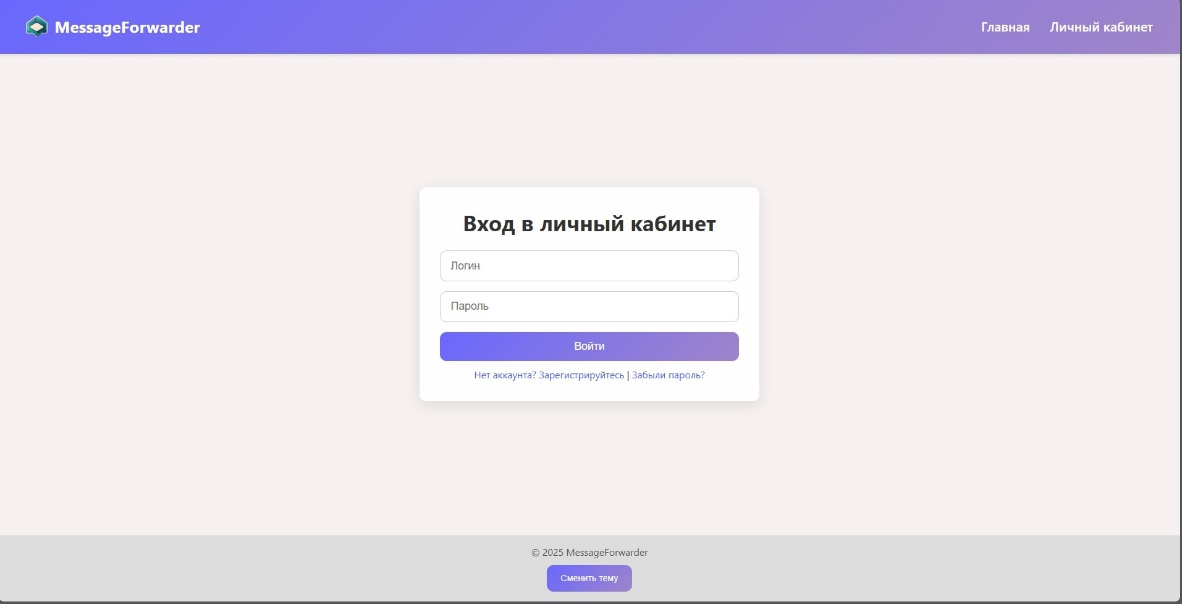 MessageForwarder
Главная
Личный кабинет
Вход в личный кабинет
Логин
Пароль
Войти
Нет аккаунта? Зарегистрируйтесь | Забыли пароль?
© 2025 MessageForwarder
Сменить тему